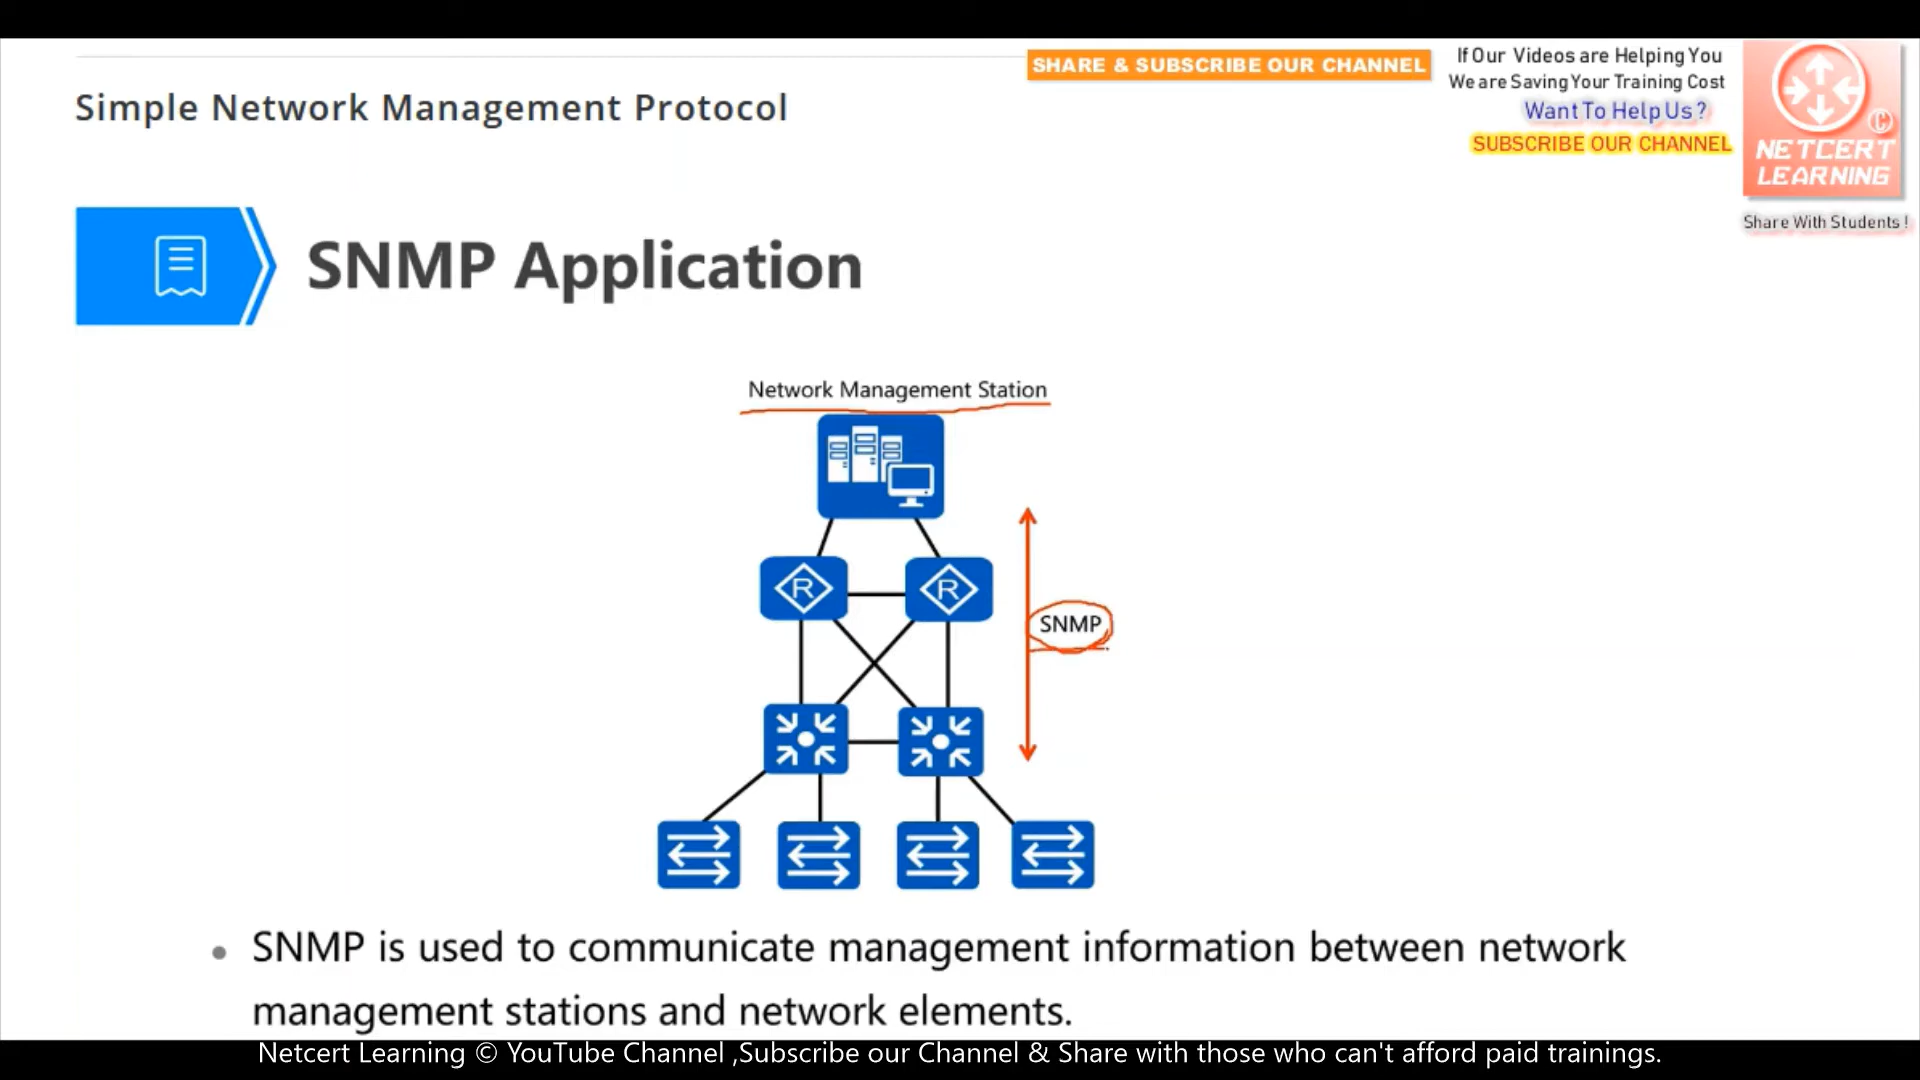 SHARE & SUBSCRIBE OUR CHANNEL
If Our Videos are Helping You
We are Saving Your Training Cost
Want To Help Us ?
SUBSCRIBE OUR CHANNEL
©
NETCERT
LEARNING
Share With Students !
Simple Network Management Protocol
SNMP Application
Network Management Station
R
R
SNMP
• SNMP is used to communicate management information between network
management stations and network elements.
Netcert Learning © YouTube Channel ,Subscribe our Channel & Share with those who can't afford paid trainings.